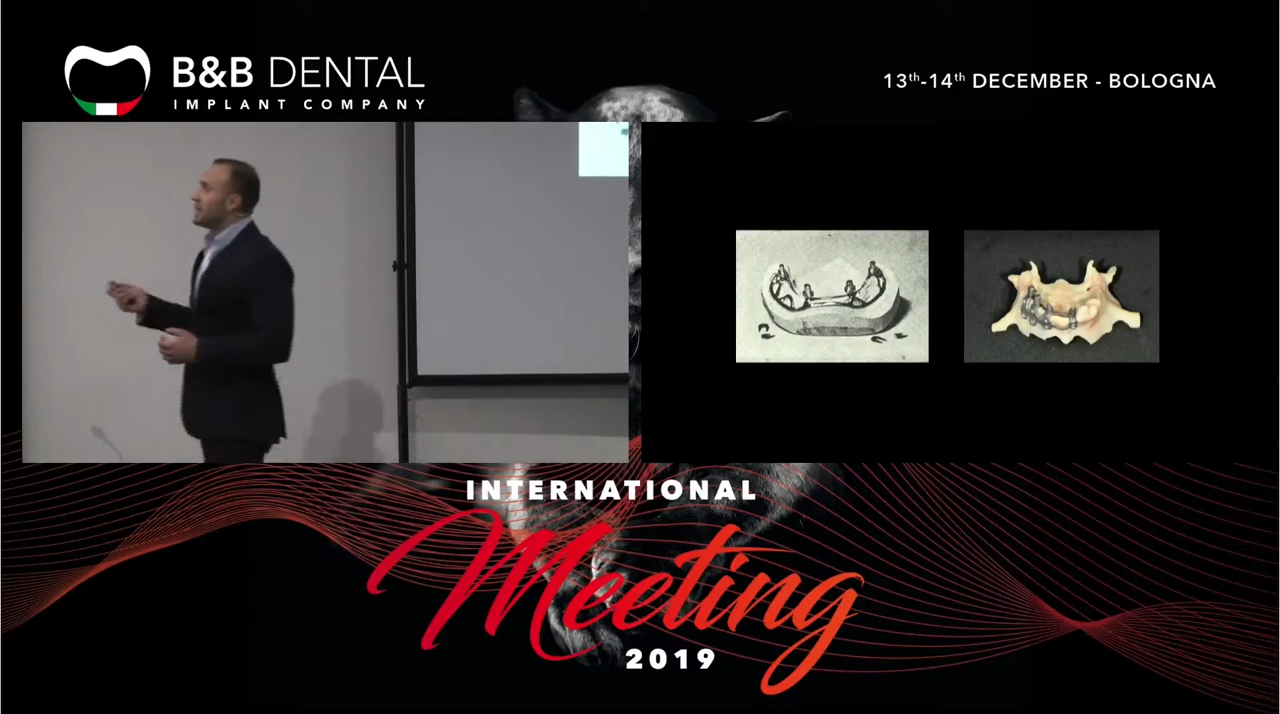 B&B DENTAL
IMPLANT COMPANY
13th-14th DECEMBER - BOLOGNA
INTERNATIONAL
Meeting
2019